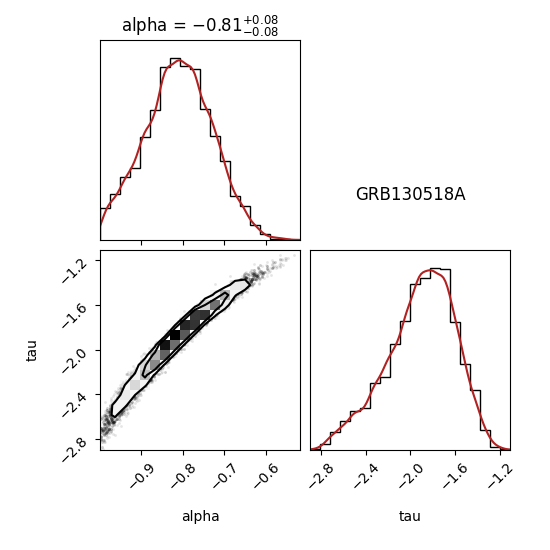 alpha = −0.81+0.08−0.08
GRB130518A
tau
−1.2
−1.6
−2.0
−2.4
−2.8
−0.9 −0.8 −0.7 −0.6
−2.8 −2.4 −2.0 −1.6 −1.2
alpha
tau